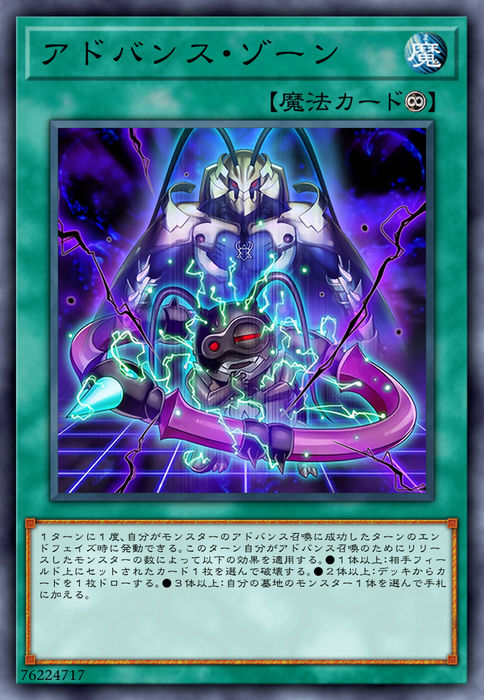 アドバンス・ゾーン
魔
【魔法カード】
1ターンに1度、自分がモンスターのアドバンス召喚に成功したターンのエン
ドフェイズ時に発動できる。このターン自分がアドバンス召喚のためにリリー
スしたモンスターの数によって以下の効果を適用する。●1体以上:相手フィー
ルド上にセットされたカード1枚を選んで破壊する。●2体以上:デッキからカ
ードを1枚ドローする。●3体以上:自分の墓地のモンスター1体を選んで手札
に加える。
76224717